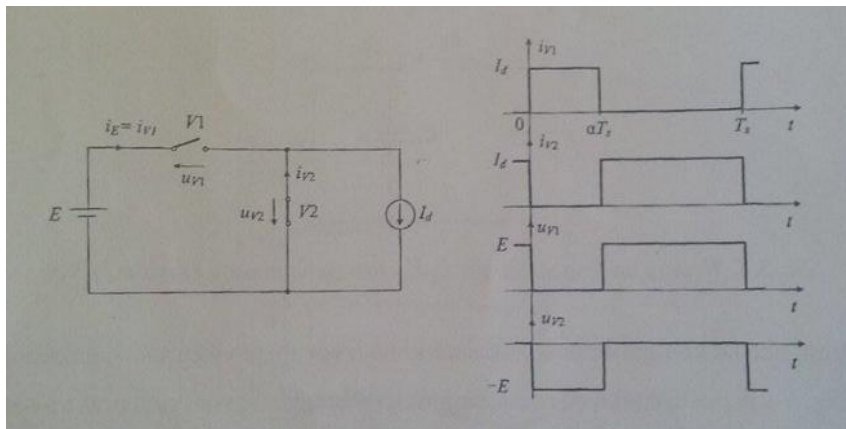 i_E = i_V1
V1
u_V1
E
i_V2
u_V2
V2
I_d
i_V1
I_d
0
αT_s
T_s
t
i_V2
I_d
t
u_V1
E
t
u_V2
t
-E